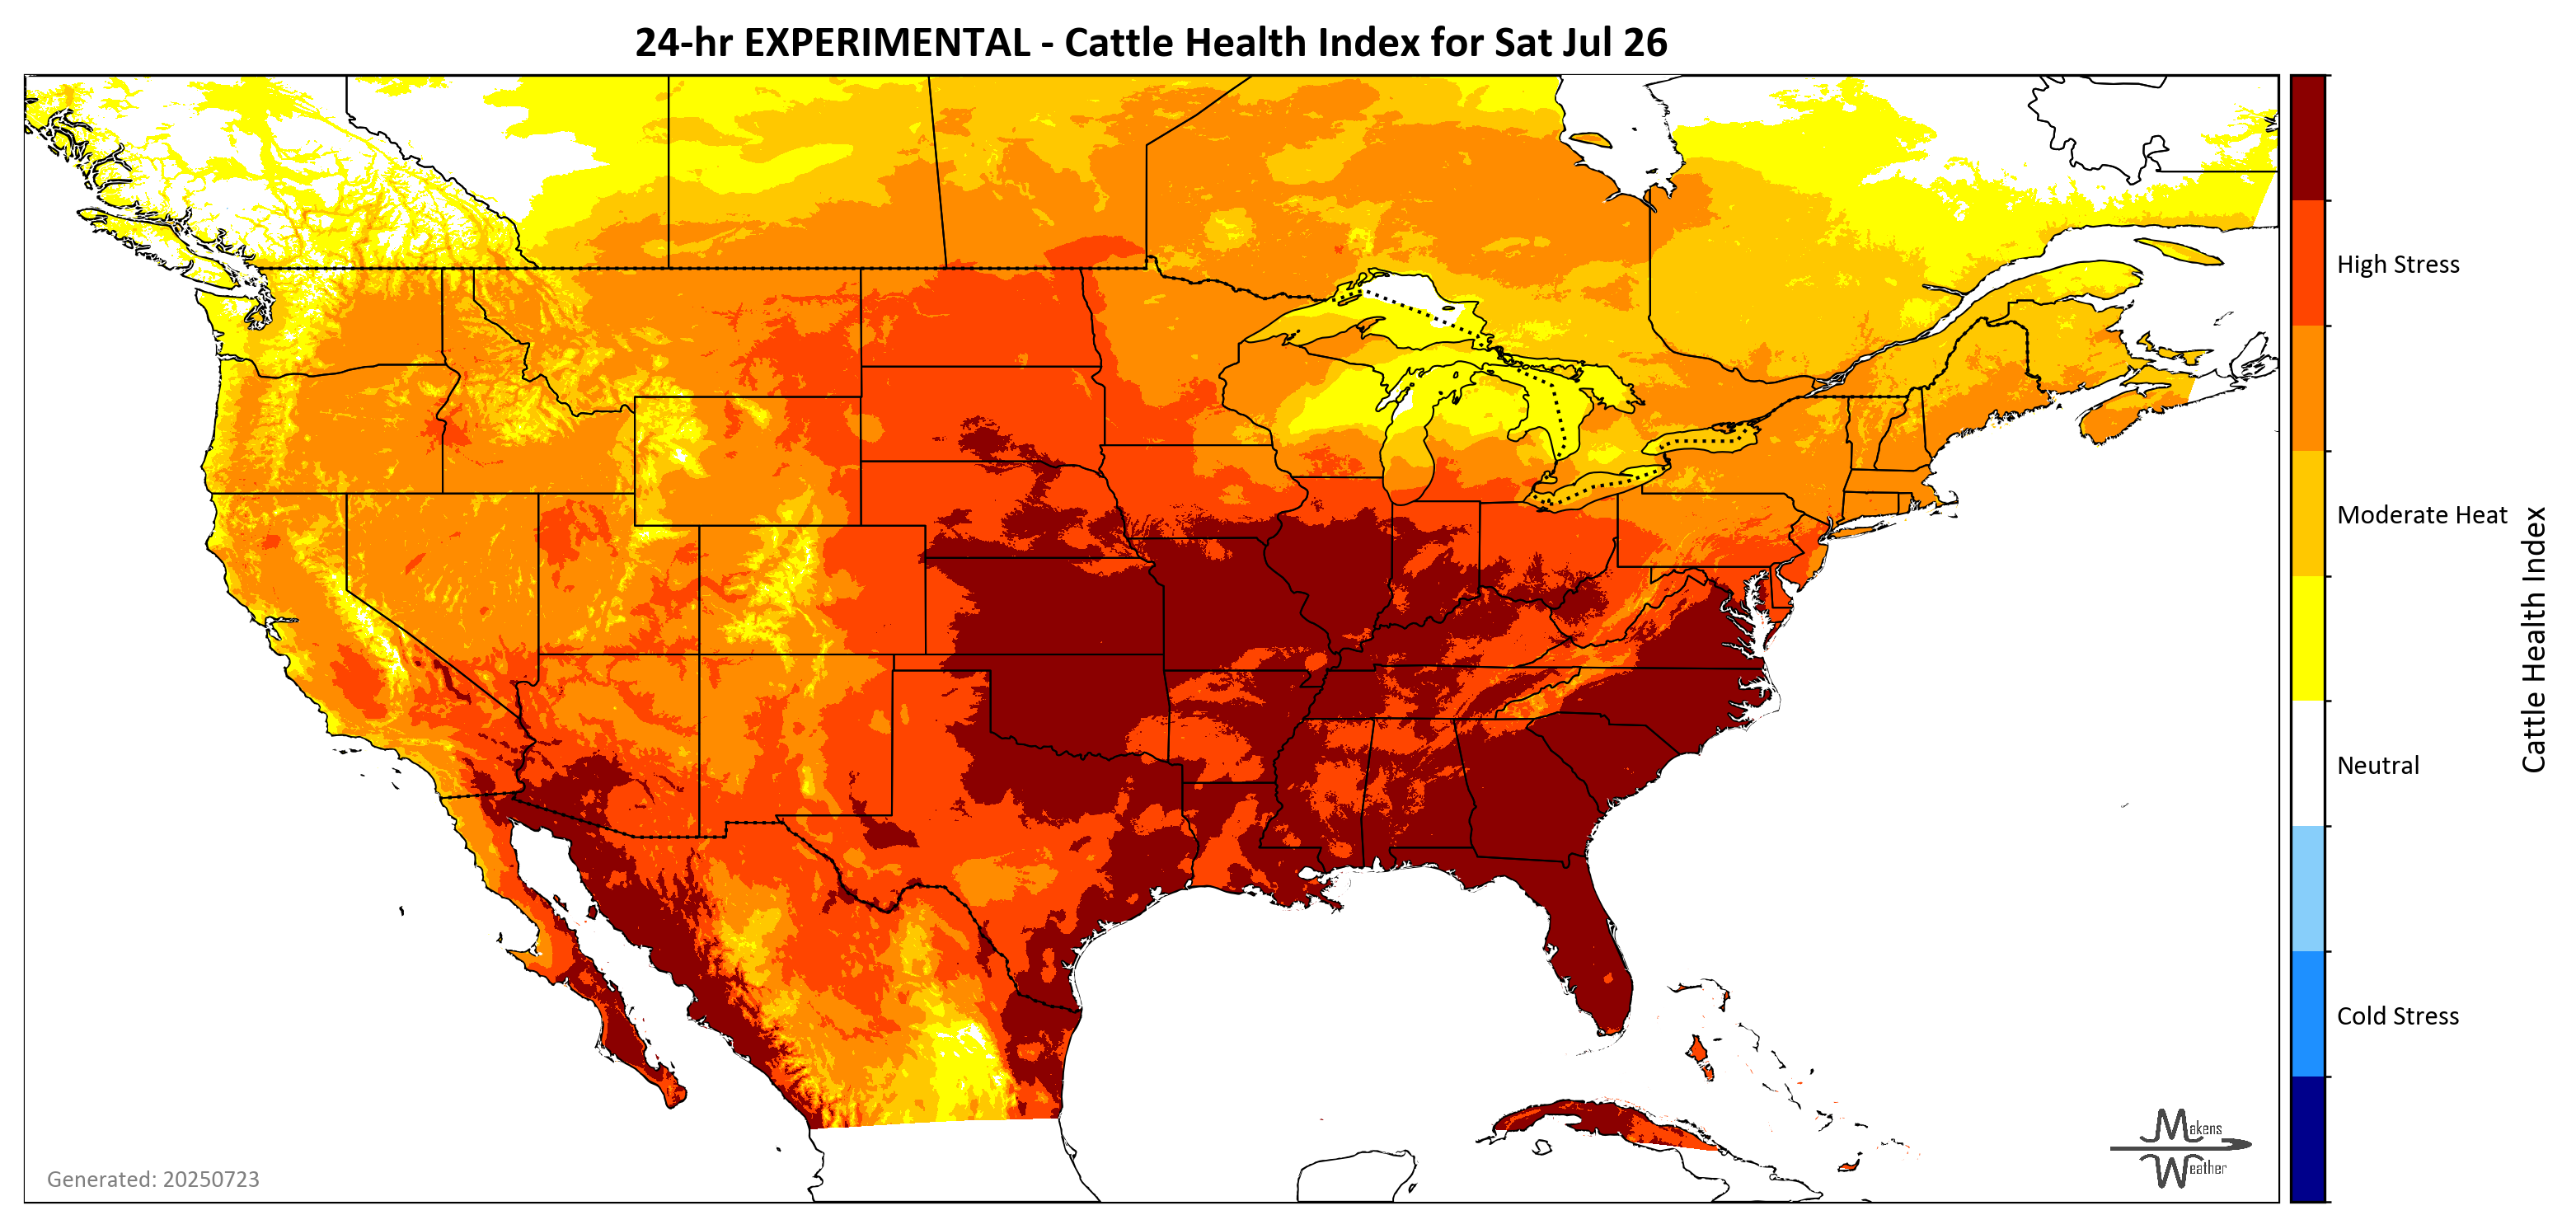 24-hr EXPERIMENTAL - Cattle Health Index for Sat Jul 26
High Stress
Moderate Heat
Neutral
Cold Stress
Cattle Health Index
Generated: 20250723
Makens
Weather